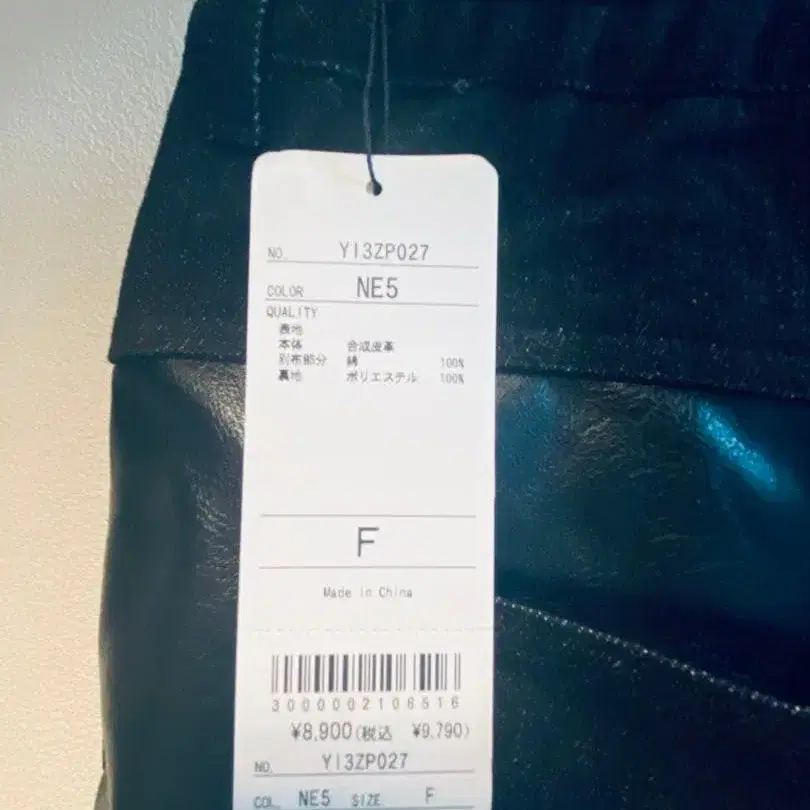 NO. YI3ZP027
COLOR NE5
QUALITY
表地
本体 合成皮革
別布部分 綿 100%
裏地 ポリエステル 100%
F
Made in China
3000002106516
¥8,900(税込 ¥9,790)
NO. YI3ZP027
COL. NE5 SIZE F